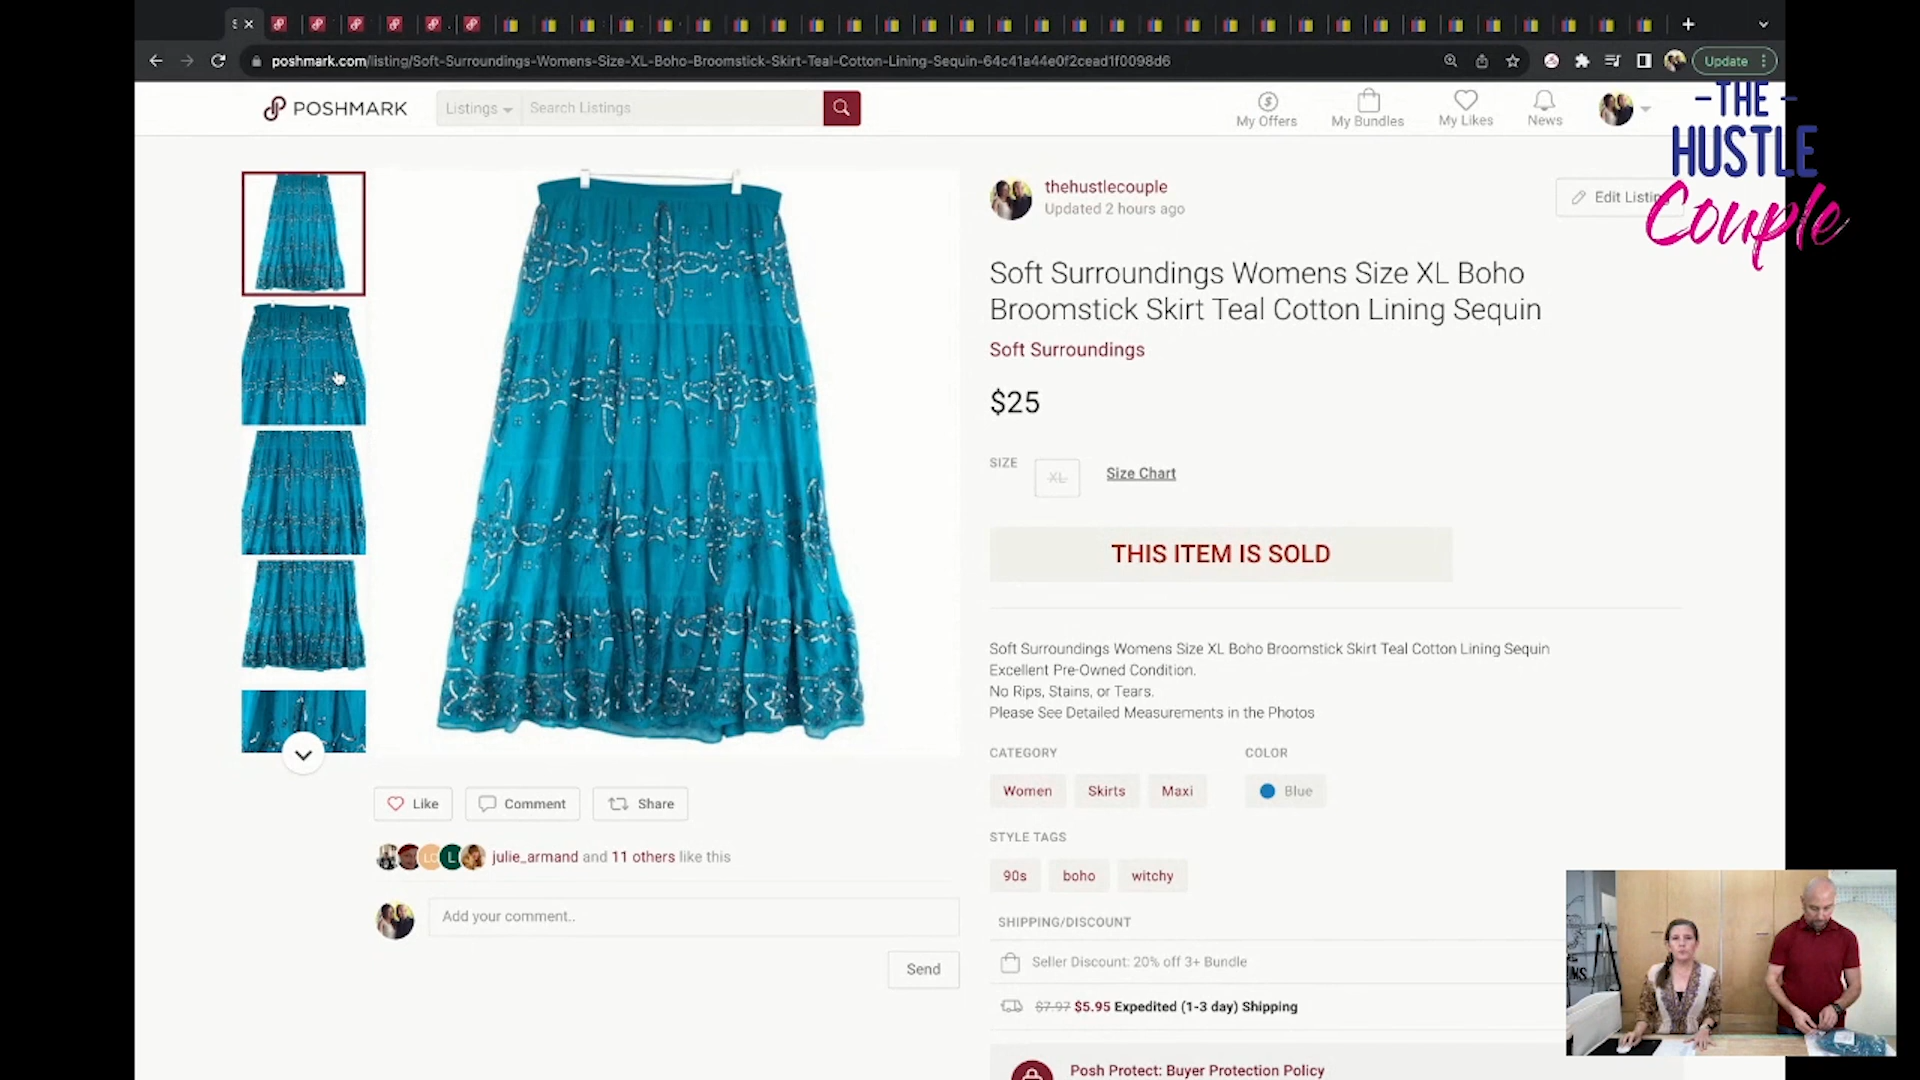 S
poshmark.com/listing/Soft-Surroundings-Womens-Size-XL-Boho-Broomstick-Skirt-Teal-Cotton-Lining-Sequin-64c41a44e0f2cead1f0098d6
Update
POSHMARK
Listings
Search Listings
My Offers
My Bundles
My Likes
News
-THE-
HUSTLE
Couple
thehustlecouple
Updated 2 hours ago
Edit Listin
Soft Surroundings Womens Size XL Boho
Broomstick Skirt Teal Cotton Lining Sequin
Soft Surroundings
$25
SIZE
XL
Size Chart
THIS ITEM IS SOLD
Soft Surroundings Womens Size XL Boho Broomstick Skirt Teal Cotton Lining Sequin
Excellent Pre-Owned Condition.
No Rips, Stains, or Tears.
Please See Detailed Measurements in the Photos
CATEGORY
COLOR
Women
Skirts
Maxi
Blue
STYLE TAGS
90s
boho
witchy
SHIPPING/DISCOUNT
Seller Discount: 20% off 3+ Bundle
$7.97 $5.95 Expedited (1-3 day) Shipping
Posh Protect: Buyer Protection Policy
Like
Comment
Share
LC
L
julie_armand and 11 others like this
Add your comment..
Send